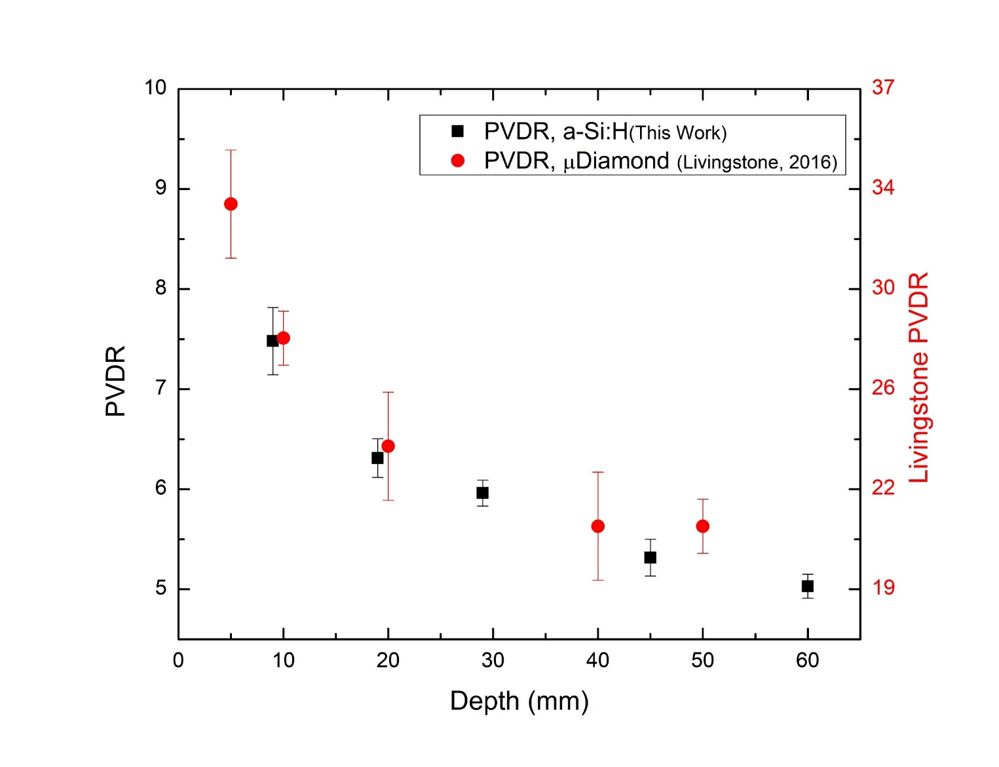 10
37
PVDR, a-Si:H(This Work)
PVDR, μDiamond (Livingstone, 2016)
9
34
8
30
PVDR
Livingstone PVDR
7
26
6
22
5
19
0 10 20 30 40 50 60
Depth (mm)